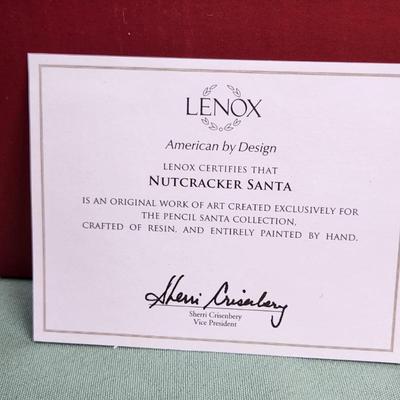 LENOX
American by Design
LENOX CERTIFIES THAT
NUTCRACKER SANTA
IS AN ORIGINAL WORK OF ART CREATED EXCLUSIVELY FOR
THE PENCIL SANTA COLLECTION,
CRAFTED OF RESIN, AND ENTIRELY PAINTED BY HAND.
Sherri Crisenbery
Sherri Crisenbery
Vice President